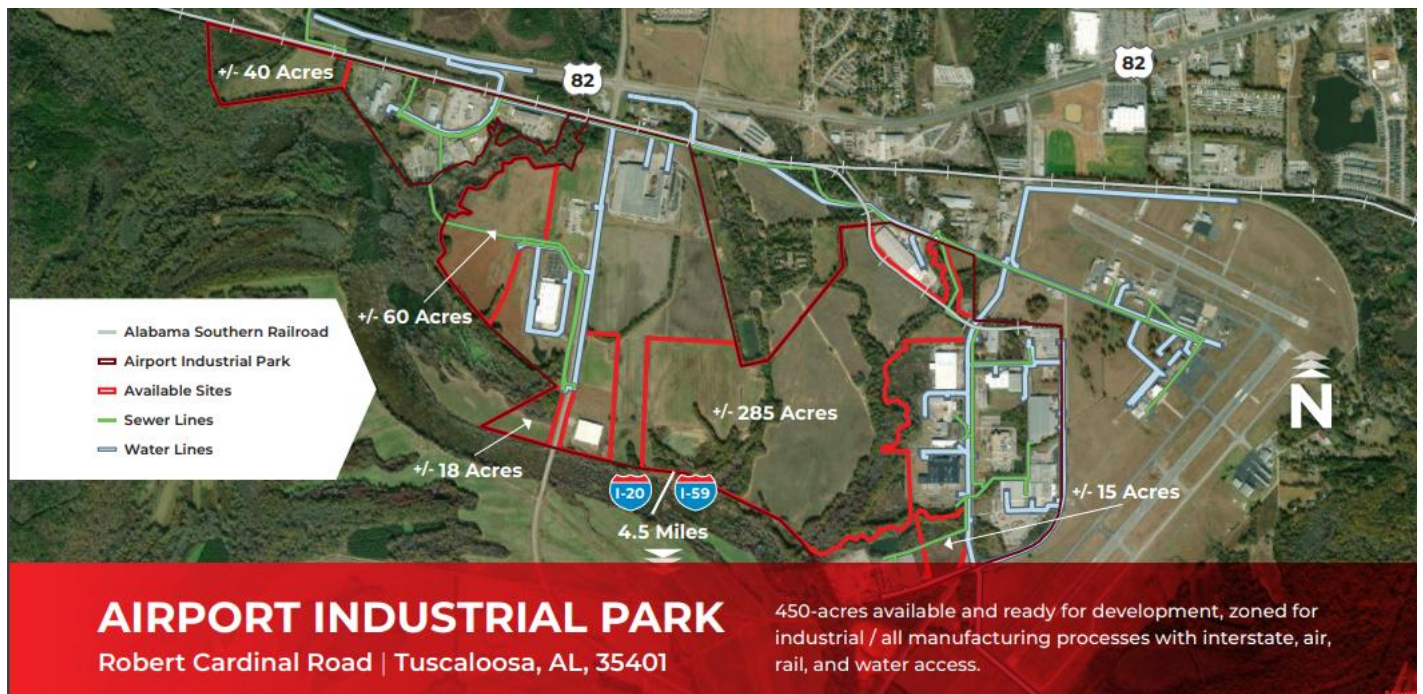 +/- 40 Acres
82
82
+/- 60 Acres
Alabama Southern Railroad
Airport Industrial Park
Available Sites
Sewer Lines
Water Lines
+/- 285 Acres
+/- 18 Acres
I-20 / I-59
4.5 Miles
+/- 15 Acres
N
AIRPORT INDUSTRIAL PARK
Robert Cardinal Road | Tuscaloosa, AL, 35401
450-acres available and ready for development, zoned for
industrial / all manufacturing processes with interstate, air,
rail, and water access.